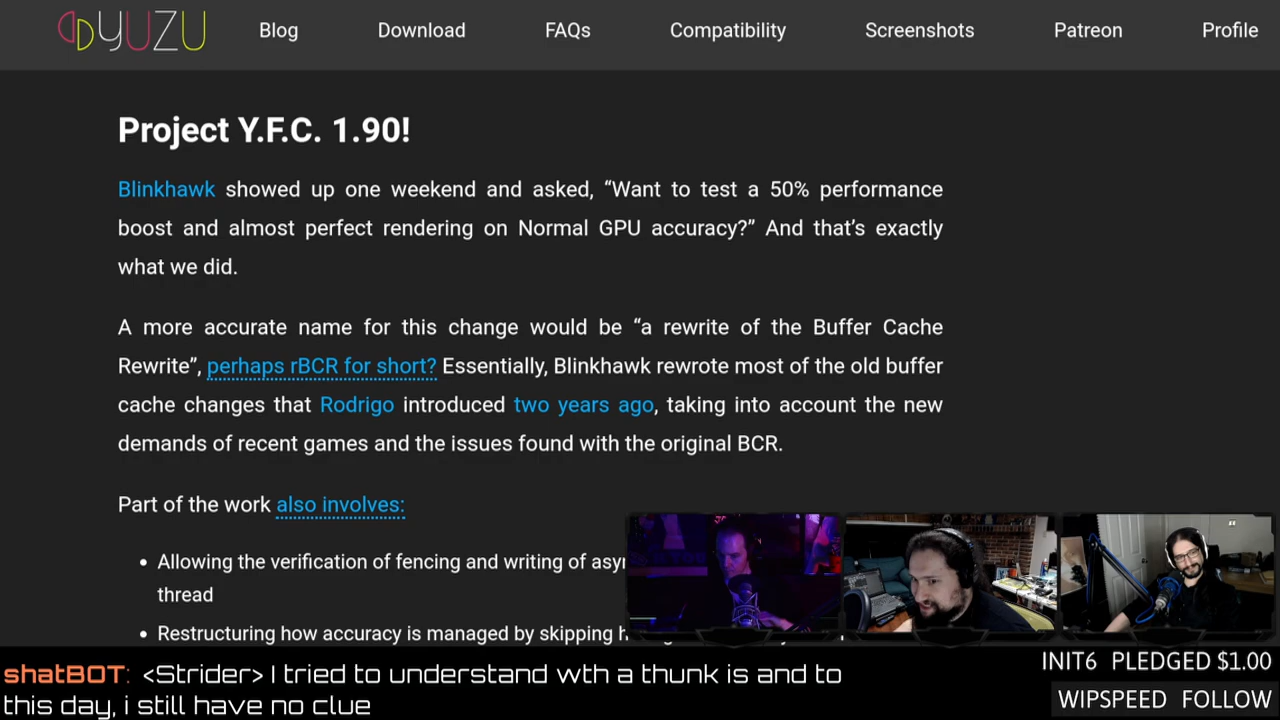 YUZU
Blog
Download
FAQs
Compatibility
Screenshots
Patreon
Profile
Project Y.F.C. 1.90!
Blinkhawk showed up one weekend and asked, “Want to test a 50% performance
boost and almost perfect rendering on Normal GPU accuracy?” And that’s exactly
what we did.
A more accurate name for this change would be “a rewrite of the Buffer Cache
Rewrite”, perhaps rBCR for short? Essentially, Blinkhawk rewrote most of the old buffer
cache changes that Rodrigo introduced two years ago, taking into account the new
demands of recent games and the issues found with the original BCR.
Part of the work also involves:
• Allowing the verification of fencing and writing of
thread
• Restructuring how accuracy is managed by skipping
shatBOT: <Strider> I tried to understand wth a thunk is and to
this day, i still have no clue
INIT6 PLEDGED $1.00
WIPSPEED FOLLOW